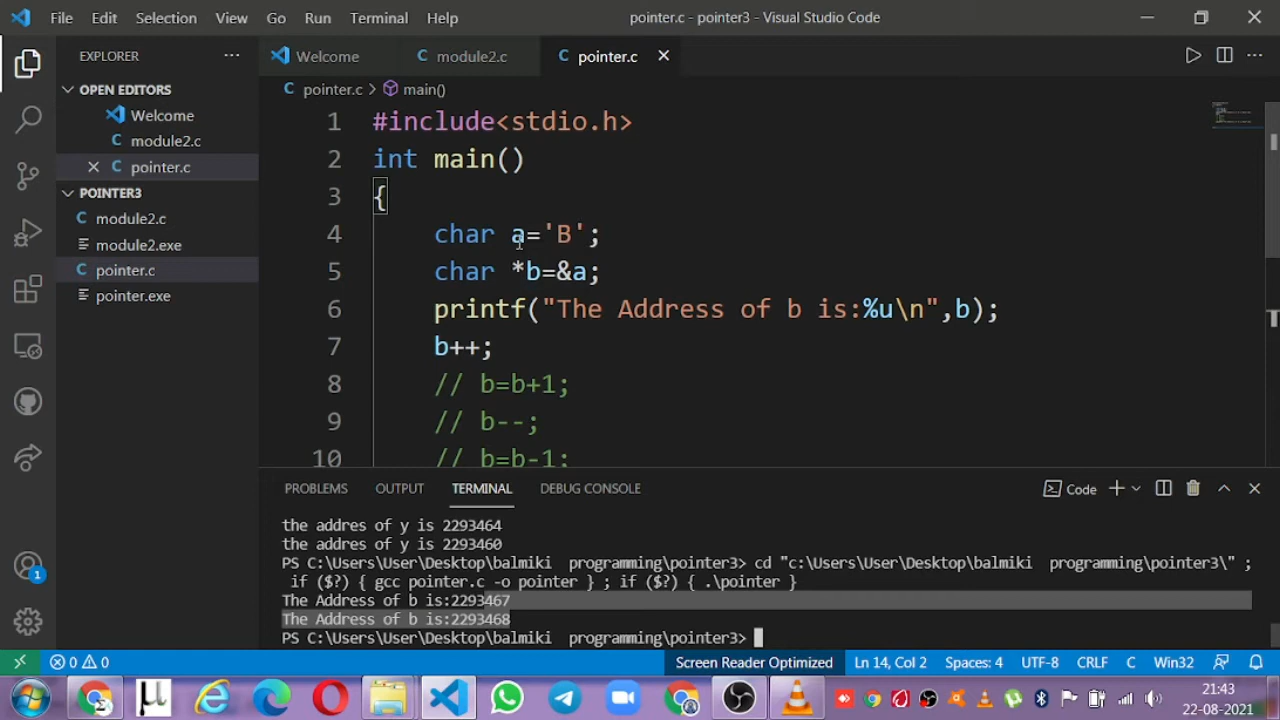 File Edit Selection View Go Run Terminal Help pointer.c - pointer3 - Visual Studio Code
EXPLORER ... Welcome module2.c pointer.c
OPEN EDITORS
Welcome
module2.c
pointer.c
POINTER3
module2.c
module2.exe
pointer.c
pointer.exe
pointer.c > main()
1 #include<stdio.h>
2 int main()
3 {
4 char a='B';
5 char *b=&a;
6 printf("The Address of b is:%u\n",b);
7 b++;
8 // b=b+1;
9 // b--;
10 // b=b-1;
PROBLEMS OUTPUT TERMINAL DEBUG CONSOLE Code
the addres of y is 2293464
the addres of y is 2293460
PS C:\Users\User\Desktop\balmiki  programming\pointer3> cd "c:\Users\User\Desktop\balmiki  programming\pointer3\" ;
if ($?) { gcc pointer.c -o pointer } ; if ($?) { .\pointer }
The Address of b is:2293467
The Address of b is:2293468
PS C:\Users\User\Desktop\balmiki  programming\pointer3>
1
0 0 Screen Reader Optimized Ln 14, Col 2 Spaces: 4 UTF-8 CRLF C Win32
21:43
22-08-2021